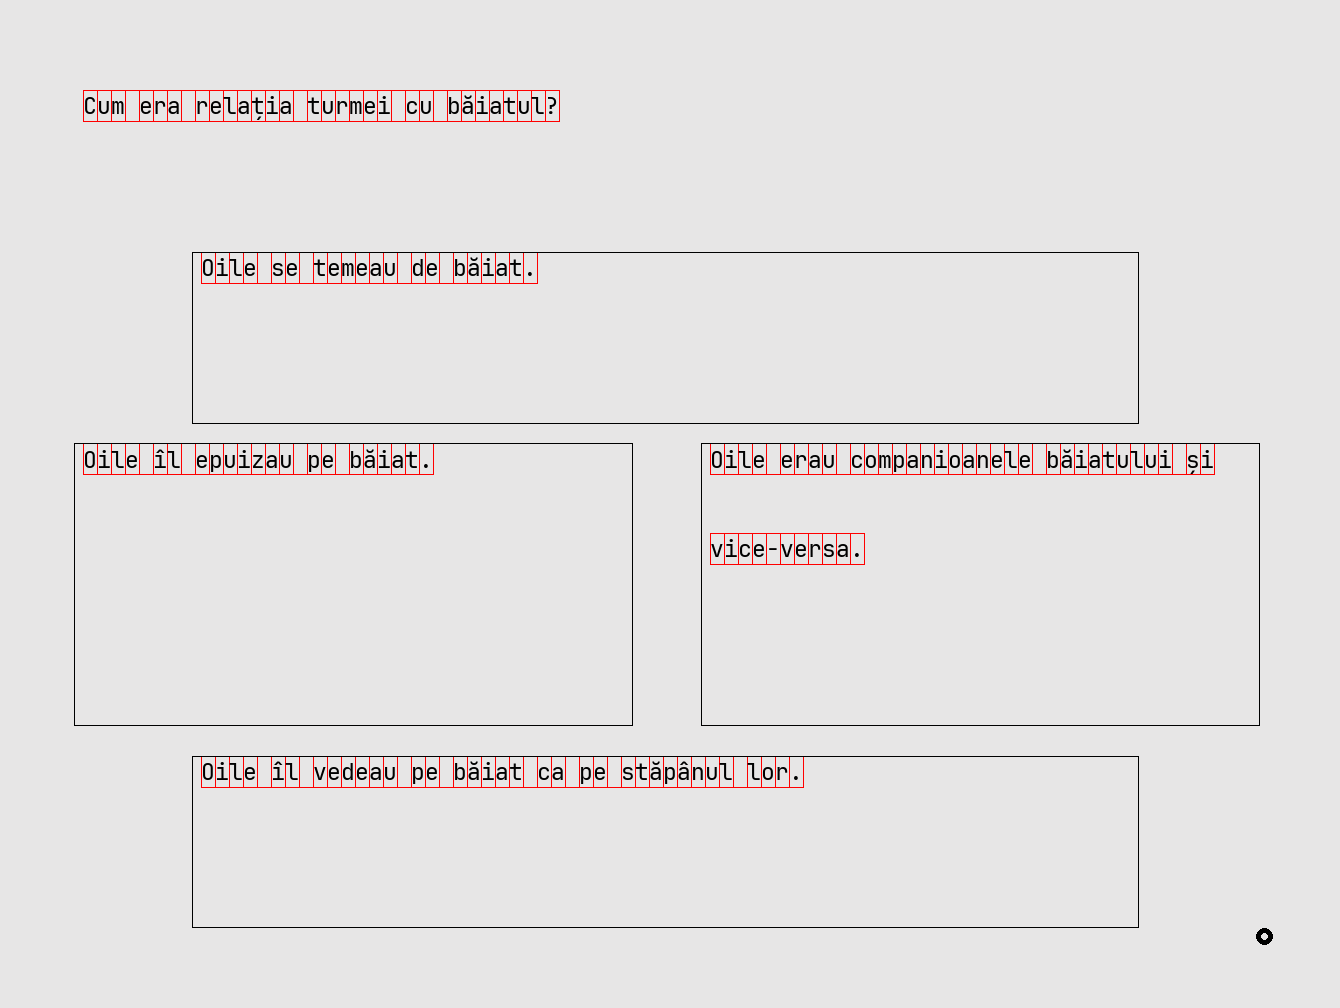 Cum era relația turmei cu băiatul?
Oile se temeau de băiat.
Oile îl epuizau pe băiat.
Oile erau companioanele băiatului și
vice-versa.
Oile îl vedeau pe băiat ca pe stăpânul lor.